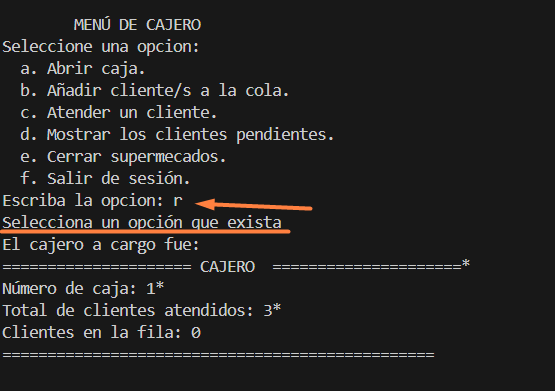 MENÚ DE CAJERO
Seleccione una opcion:
a. Abrir caja.
b. Añadir cliente/s a la cola.
c. Atender un cliente.
d. Mostrar los clientes pendientes.
e. Cerrar supermecados.
f. Salir de sesión.
Escriba la opcion: r
Selecciona un opción que exista
El cajero a cargo fue:
===================== CAJERO  =====================*
Número de caja: 1*
Total de clientes atendidos: 3*
Clientes en la fila: 0
================================================